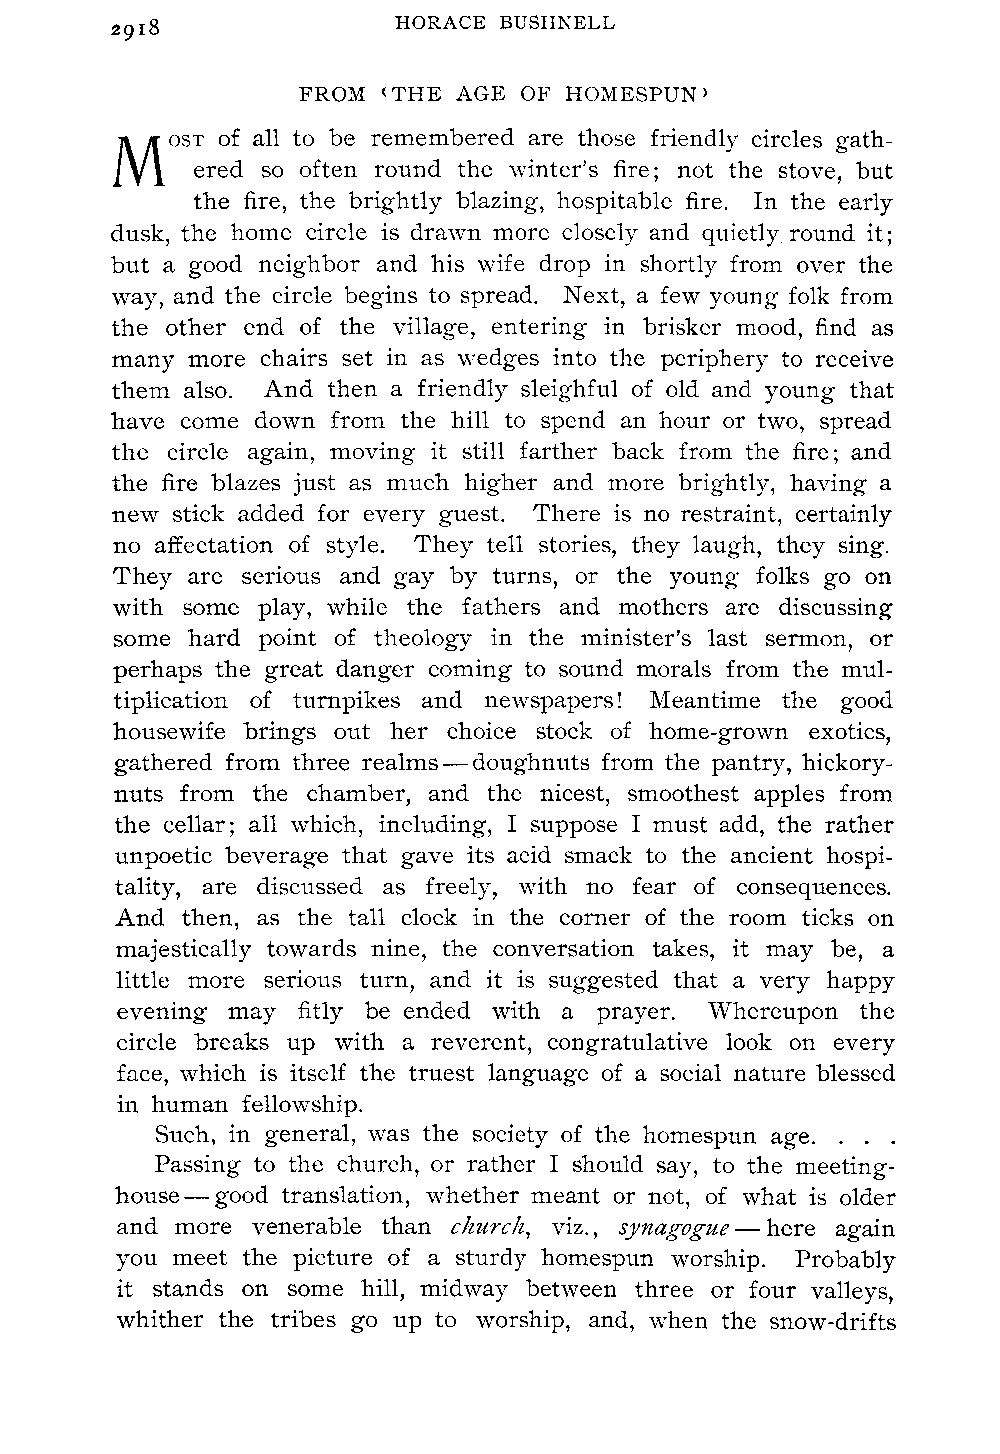 2918 HORACE BUSHNELL
FROM ‹THE AGE OF HOMESPUN›
MOST of all to be remembered are those friendly circles gath-
ered so often round the winter's fire; not the stove, but
the fire, the brightly blazing, hospitable fire. In the early
dusk, the home circle is drawn more closely and quietly round it;
but a good neighbor and his wife drop in shortly from over the
way, and the circle begins to spread. Next, a few young folk from
the other end of the village, entering in brisker mood, find as
many more chairs set in as wedges into the periphery to receive
them also. And then a friendly sleighful of old and young that
have come down from the hill to spend an hour or two, spread
the circle again, moving it still farther back from the fire; and
the fire blazes just as much higher and more brightly, having a
new stick added for every guest. There is no restraint, certainly
no affectation of style. They tell stories, they laugh, they sing.
They are serious and gay by turns, or the young folks go on
with some play, while the fathers and mothers are discussing
some hard point of theology in the minister's last sermon, or
perhaps the great danger coming to sound morals from the mul-
tiplication of turnpikes and newspapers! Meantime the good
housewife brings out her choice stock of home-grown exotics,
gathered from three realms—doughnuts from the pantry, hickory-
nuts from the chamber, and the nicest, smoothest apples from
the cellar; all which, including, I suppose I must add, the rather
unpoetic beverage that gave its acid smack to the ancient hospi-
tality, are discussed as freely, with no fear of consequences.
And then, as the tall clock in the corner of the room ticks on
majestically towards nine, the conversation takes, it may be, a
little more serious turn, and it is suggested that a very happy
evening may fitly be ended with a prayer. Whereupon the
circle breaks up with a reverent, congratulative look on every
face, which is itself the truest language of a social nature blessed
in human fellowship.
Such, in general, was the society of the homespun age. . . .
Passing to the church, or rather I should say, to the meeting-
house—good translation, whether meant or not, of what is older
and more venerable than church, viz., synagogue—here again
you meet the picture of a sturdy homespun worship. Probably
it stands on some hill, midway between three or four valleys,
whither the tribes go up to worship, and, when the snow-drifts